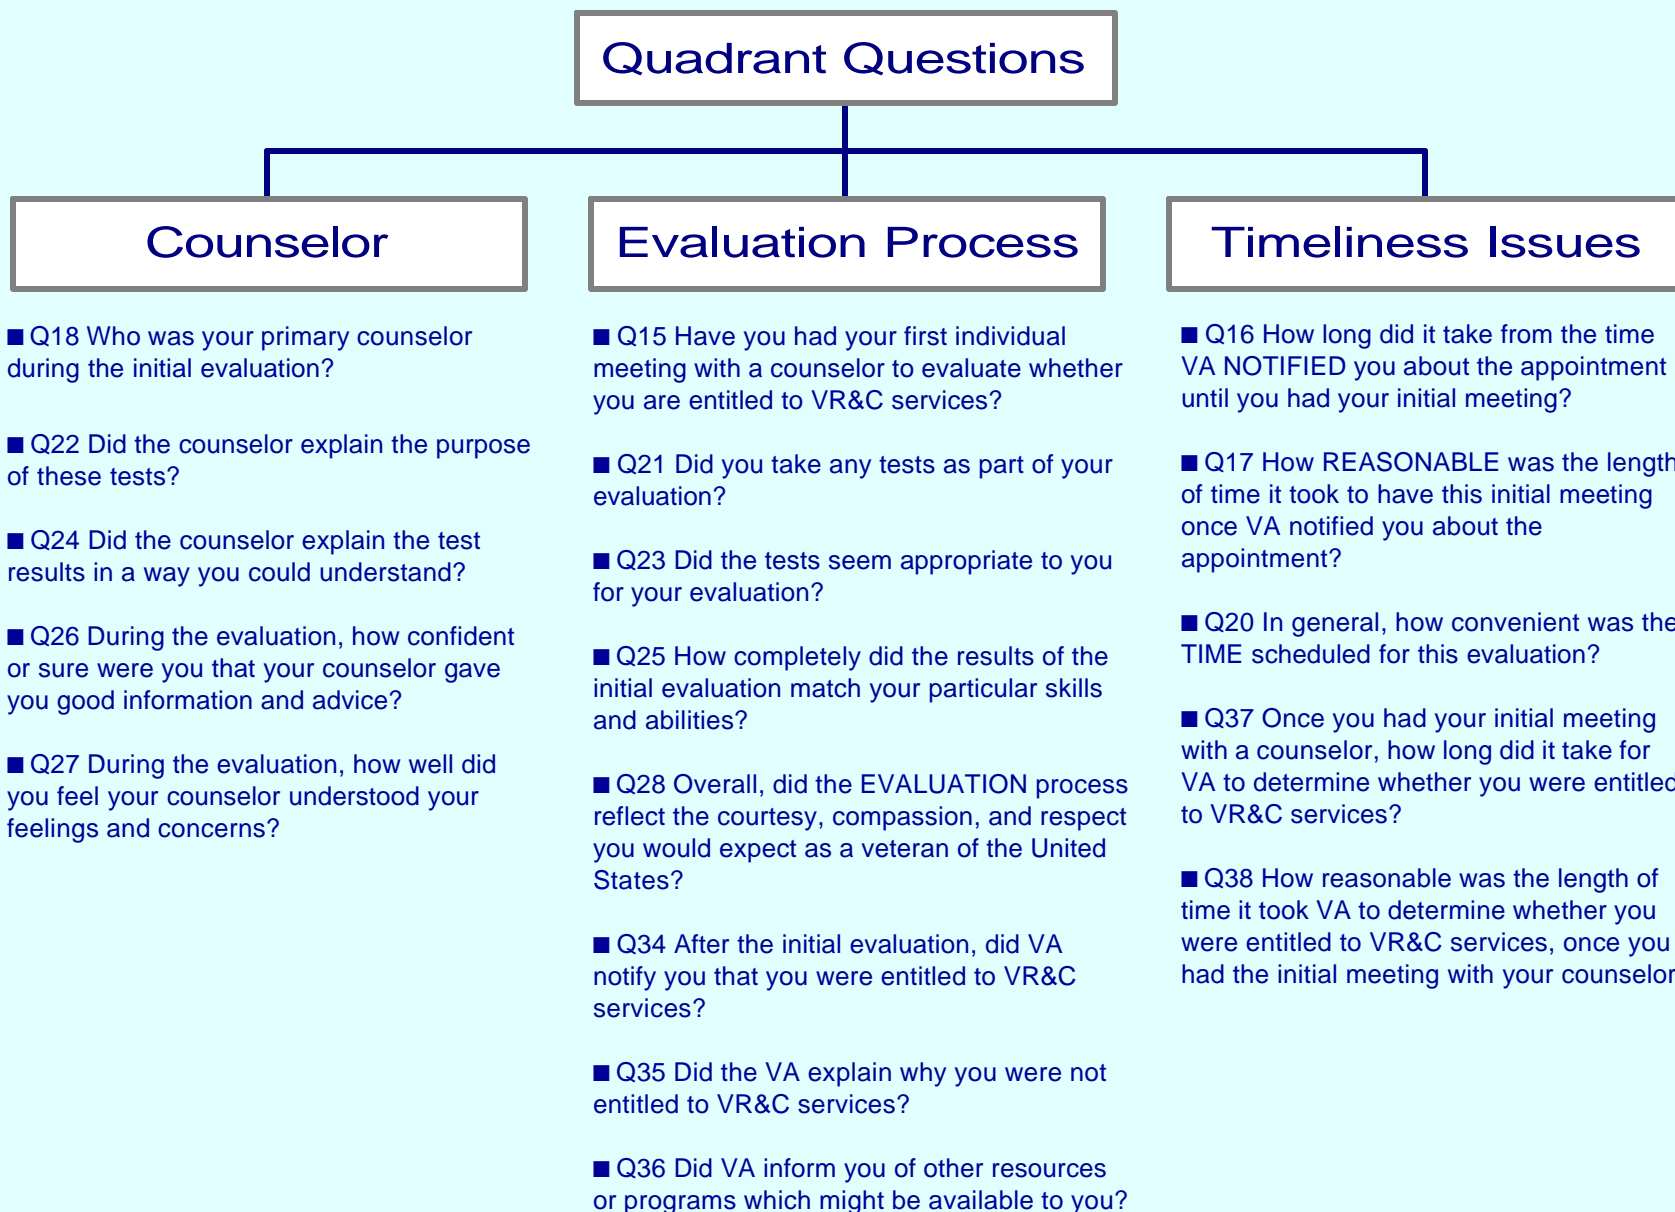 Quadrant Questions
Counselor
■ Q18 Who was your primary counselor
during the initial evaluation?
■ Q22 Did the counselor explain the purpose
of these tests?
■ Q24 Did the counselor explain the test
results in a way you could understand?
■ Q26 During the evaluation, how confident
or sure were you that your counselor gave
you good information and advice?
■ Q27 During the evaluation, how well did
you feel your counselor understood your
feelings and concerns?
Evaluation Process
■ Q15 Have you had your first individual
meeting with a counselor to evaluate whether
you are entitled to VR&C services?
■ Q21 Did you take any tests as part of your
evaluation?
■ Q23 Did the tests seem appropriate to you
for your evaluation?
■ Q25 How completely did the results of the
initial evaluation match your particular skills
and abilities?
■ Q28 Overall, did the EVALUATION process
reflect the courtesy, compassion, and respect
you would expect as a veteran of the United
States?
■ Q34 After the initial evaluation, did VA
notify you that you were entitled to VR&C
services?
■ Q35 Did the VA explain why you were not
entitled to VR&C services?
■ Q36 Did VA inform you of other resources
or programs which might be available to you?
Timeliness Issues
■ Q16 How long did it take from the time
VA NOTIFIED you about the appointment
until you had your initial meeting?
■ Q17 How REASONABLE was the length
of time it took to have this initial meeting
once VA notified you about the
appointment?
■ Q20 In general, how convenient was the
TIME scheduled for this evaluation?
■ Q37 Once you had your initial meeting
with a counselor, how long did it take for
VA to determine whether you were entitled
to VR&C services?
■ Q38 How reasonable was the length of
time it took VA to determine whether you
were entitled to VR&C services, once you
had the initial meeting with your counselor